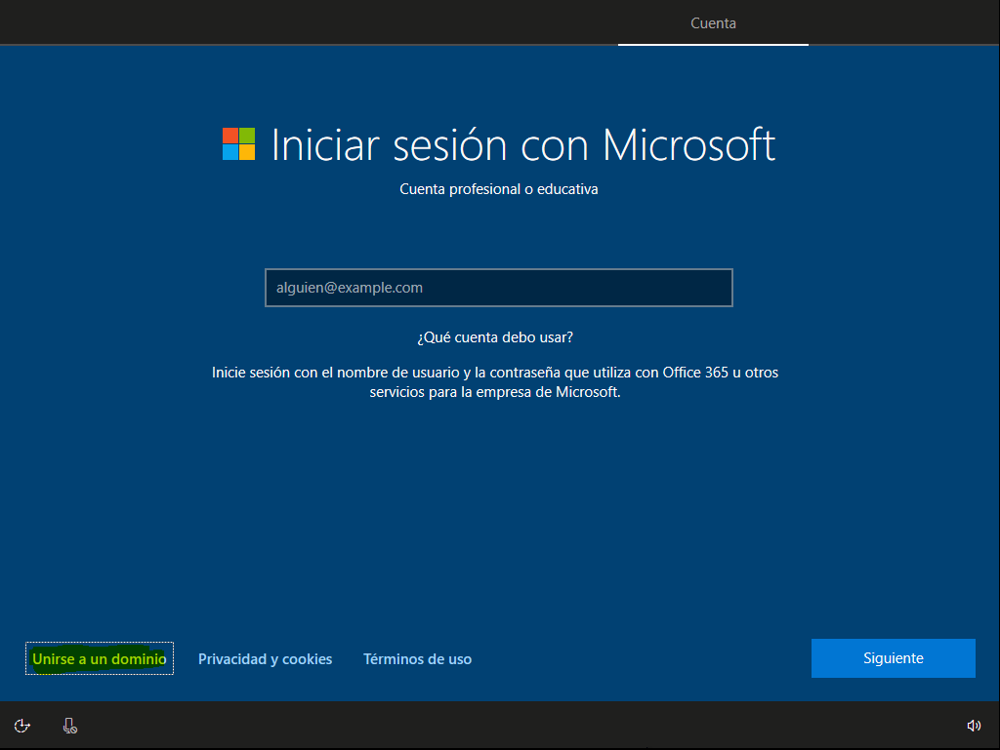 Cuenta
Iniciar sesión con Microsoft
Cuenta profesional o educativa
alguien@example.com
¿Qué cuenta debo usar?
Inicie sesión con el nombre de usuario y la contraseña que utiliza con Office 365 u otros
servicios para la empresa de Microsoft.
Unirse a un dominio
Privacidad y cookies
Términos de uso
Siguiente